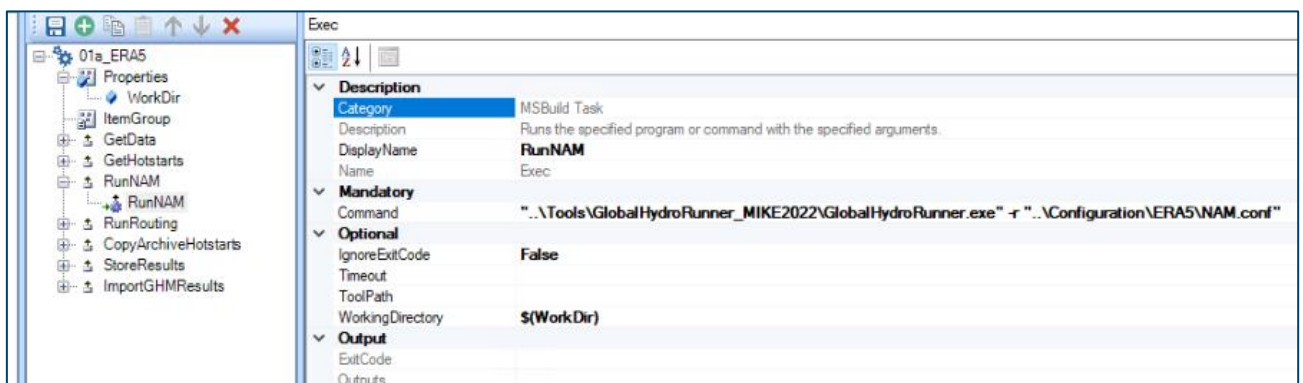 Exec
01a_ERA5
Properties
WorkDir
ItemGroup
GetData
GetHotstarts
RunNAM
RunNAM
RunRouting
CopyArchiveHotstarts
StoreResults
ImportGHMResults
Description
Category MSBuild Task
Description Runs the specified program or command with the specified arguments.
DisplayName RunNAM
Name Exec
Mandatory
Command "..\Tools\GlobalHydroRunner_MIKE2022\GlobalHydroRunner.exe" -r "..\Configuration\ERA5\NAM.conf"
Optional
IgnoreExitCode False
Timeout
ToolPath
WorkingDirectory $(WorkDir)
Output
ExitCode
Outputs